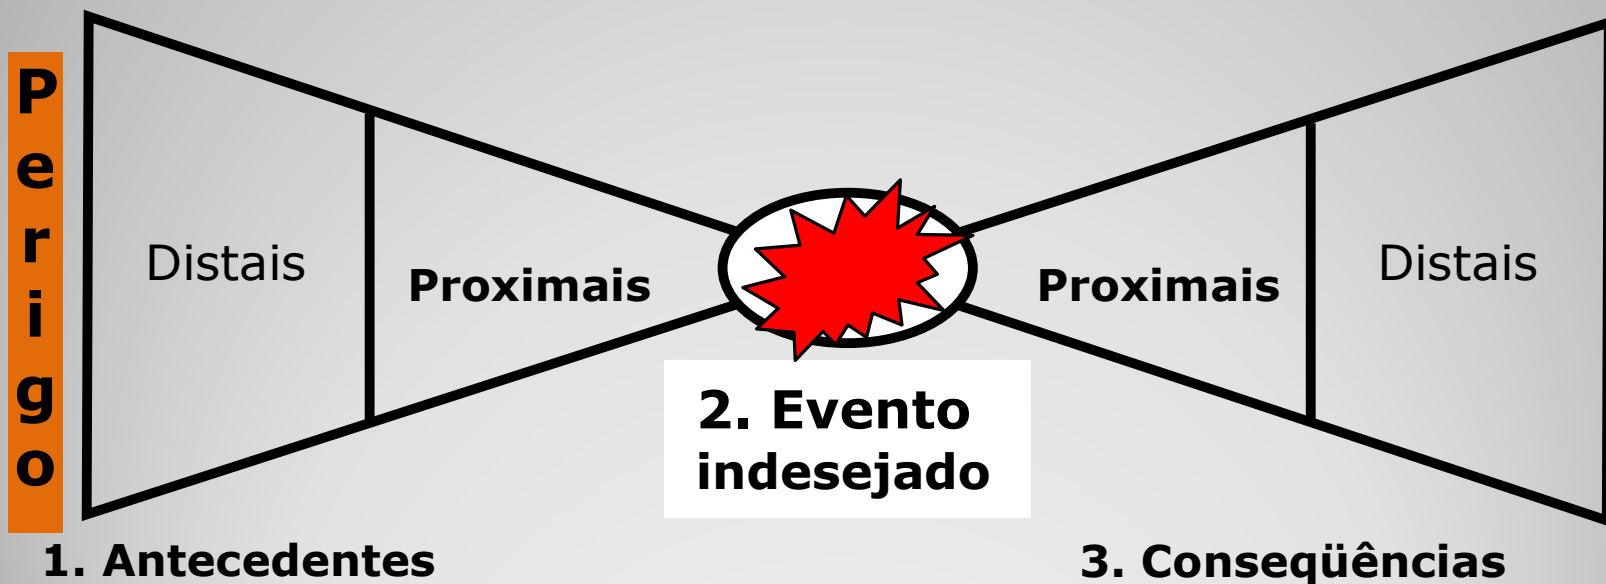 Perigo
Distais
Proximais
Proximais
Distais
2. Evento
indesejado
1. Antecedentes
3. Conseqüências